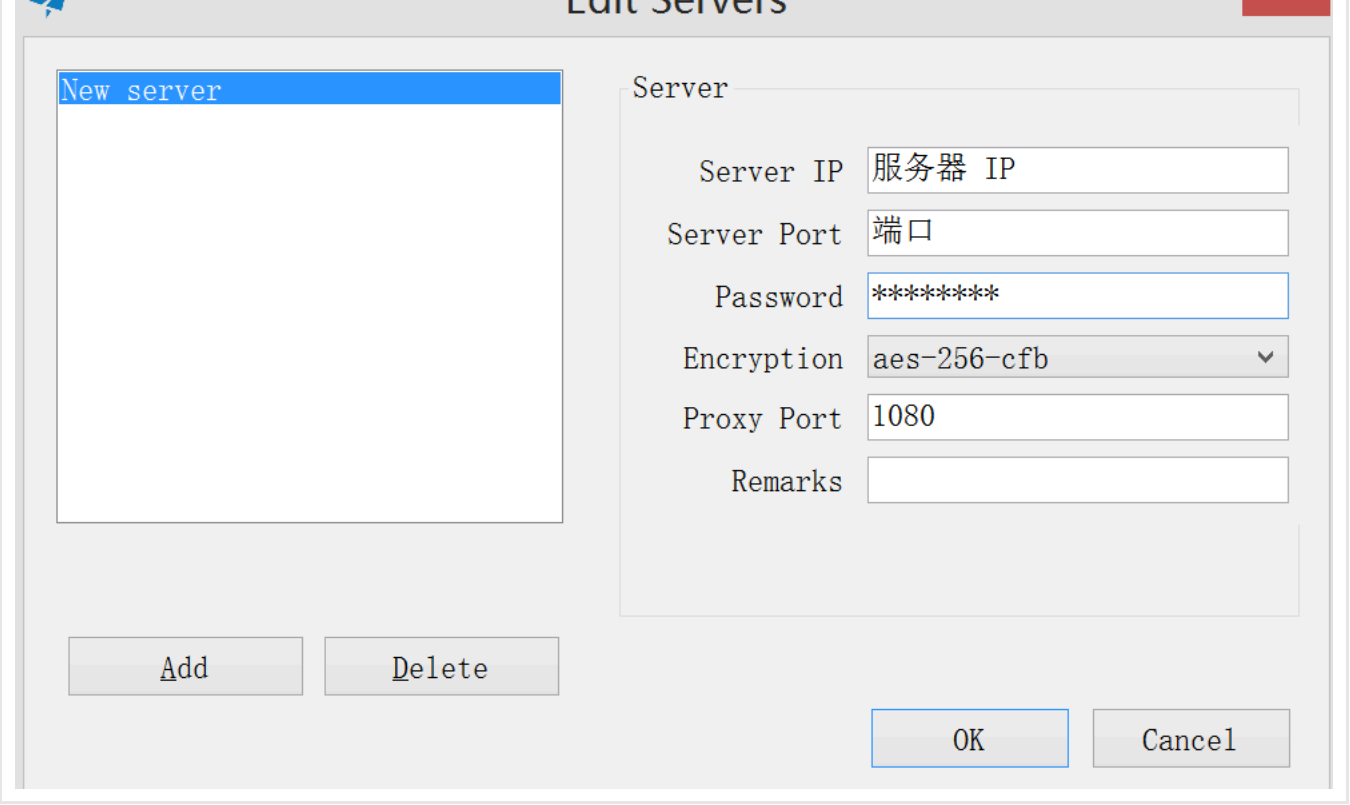 Edit Servers
New server
Server
Server IP 服务器 IP
Server Port 端口
Password ********
Encryption aes-256-cfb
Proxy Port 1080
Remarks
Add Delete
OK Cancel